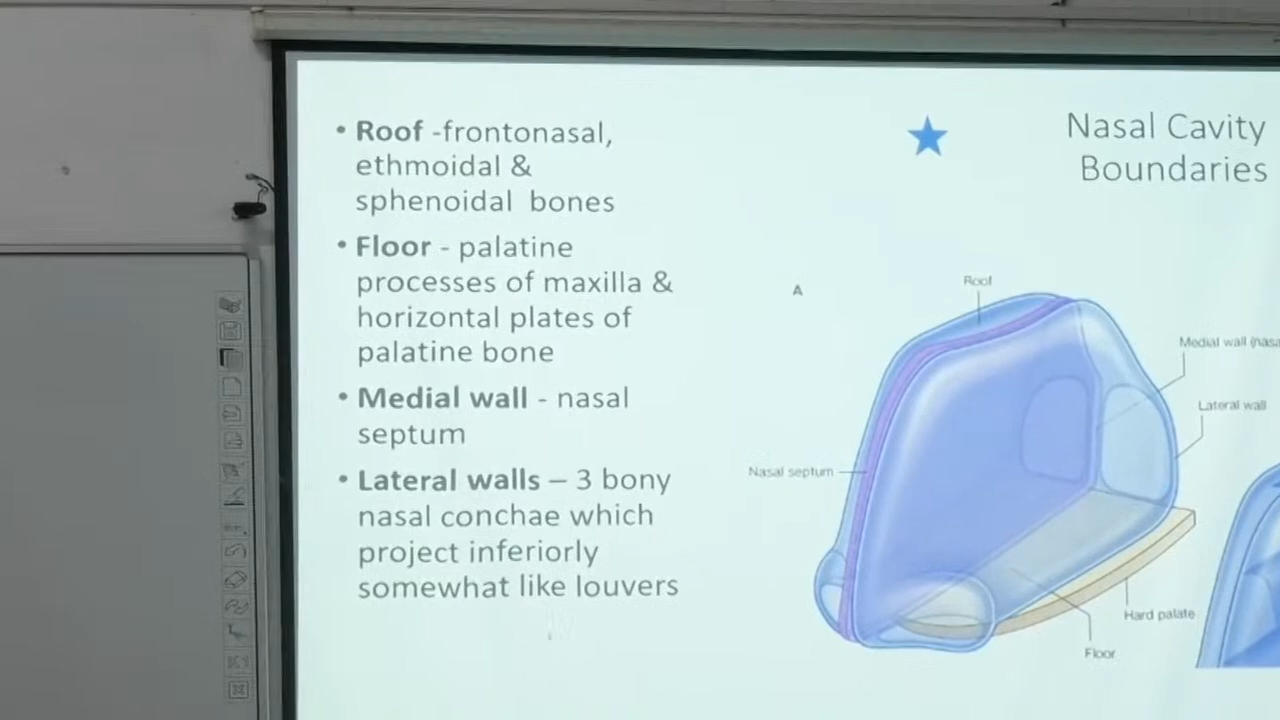 • Roof -frontonasal,
ethmoidal &
sphenoidal bones
• Floor - palatine
processes of maxilla &
horizontal plates of
palatine bone
• Medial wall - nasal
septum
• Lateral walls – 3 bony
nasal conchae which
project inferiorly
somewhat like louvers
Nasal Cavity
Boundaries
A
Roof
Medial wall
Lateral wall
Nasal septum
Hard palate
Floor